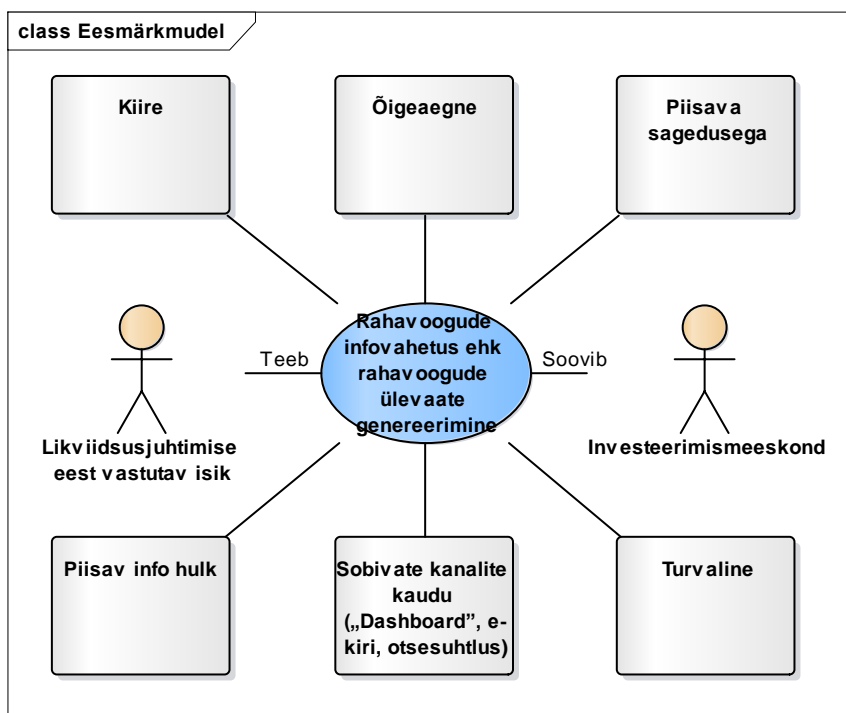 class Eesmärkmudel
Kiire
Õigeaegne
Piisava
sagedusega
Rahavoogude
infovahetus ehk
rahavoogude
ülevaate
genereerimine
Teeb
Soovib
Likviidsusjuhtimise
eest vastutav isik
Investeerimismeeskond
Piisav info hulk
Sobivate kanalite
kaudu
(„Dashboard”, e-
kiri, otsesuhtlus)
Turvaline